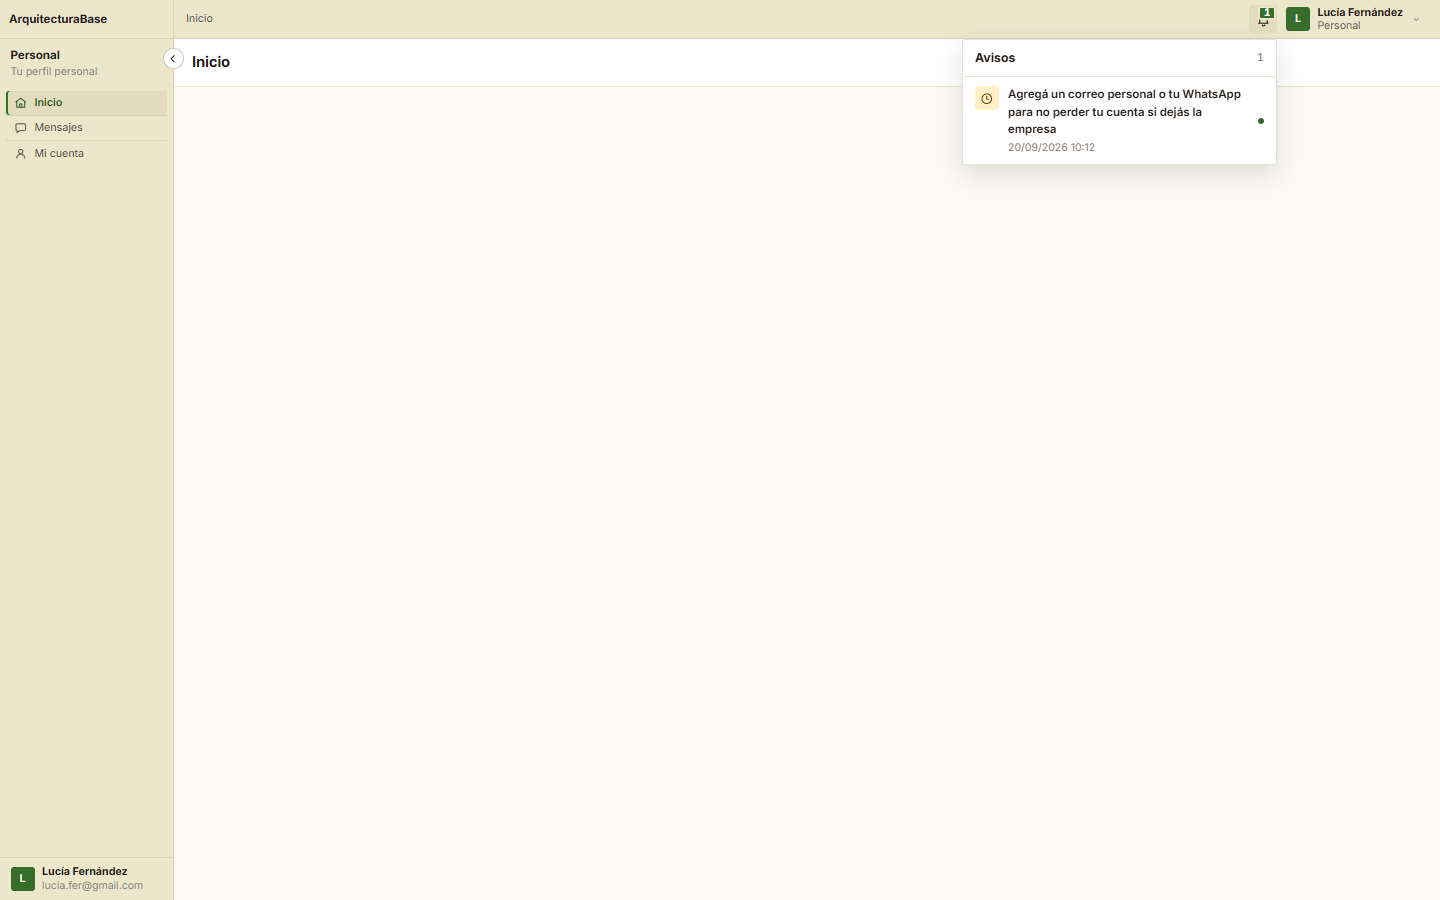 ArquitecturaBase
Inicio
1
L
Lucía Fernández
Personal
Personal
Tu perfil personal
Inicio
Mensajes
Mi cuenta
Inicio
Avisos
1
Agregá un correo personal o tu WhatsApp
para no perder tu cuenta si dejás la
empresa
20/09/2026 10:12
L
Lucía Fernández
lucia.fer@gmail.com